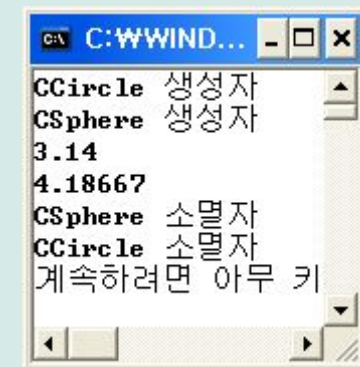 C:₩WIND...
CCircle 생성자
CSphere 생성자
3.14
4.18667
CSphere 소멸자
CCircle 소멸자
계속하려면 아무 키